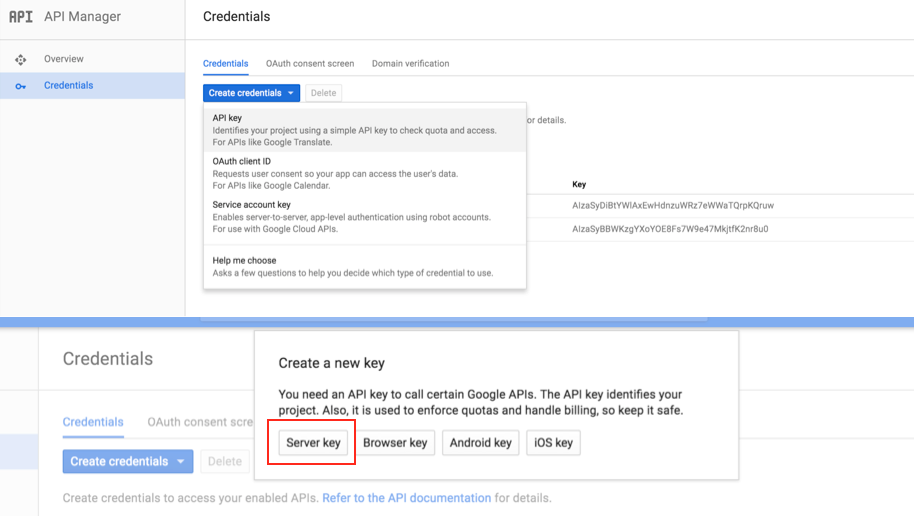 API API Manager
Credentials
Overview
Credentials
Credentials OAuth consent screen Domain verification
Create credentials Delete
API key
Identifies your project using a simple API key to check quota and access.
For APIs like Google Translate.
or details.
OAuth client ID
Requests user consent so your app can access the user's data.
For APIs like Google Calendar.
Key
Service account key
Enables server-to-server, app-level authentication using robot accounts.
For use with Google Cloud APIs.
AIzaSyDiBtYWlAxEwHdnzuWRz7eWWaTQrpKQruw
AIzaSyBBWKzgYXoYOE8Fs7W9e47MkjtfK2nr8u0
Help me choose
Asks a few questions to help you decide which type of credential to use.
Credentials
Create a new key
You need an API key to call certain Google APIs. The API key identifies your
project. Also, it is used to enforce quotas and handle billing, so keep it safe.
Credentials OAuth consent scre
Server key Browser key Android key iOS key
Create credentials Delete
Create credentials to access your enabled APIs. Refer to the API documentation for details.